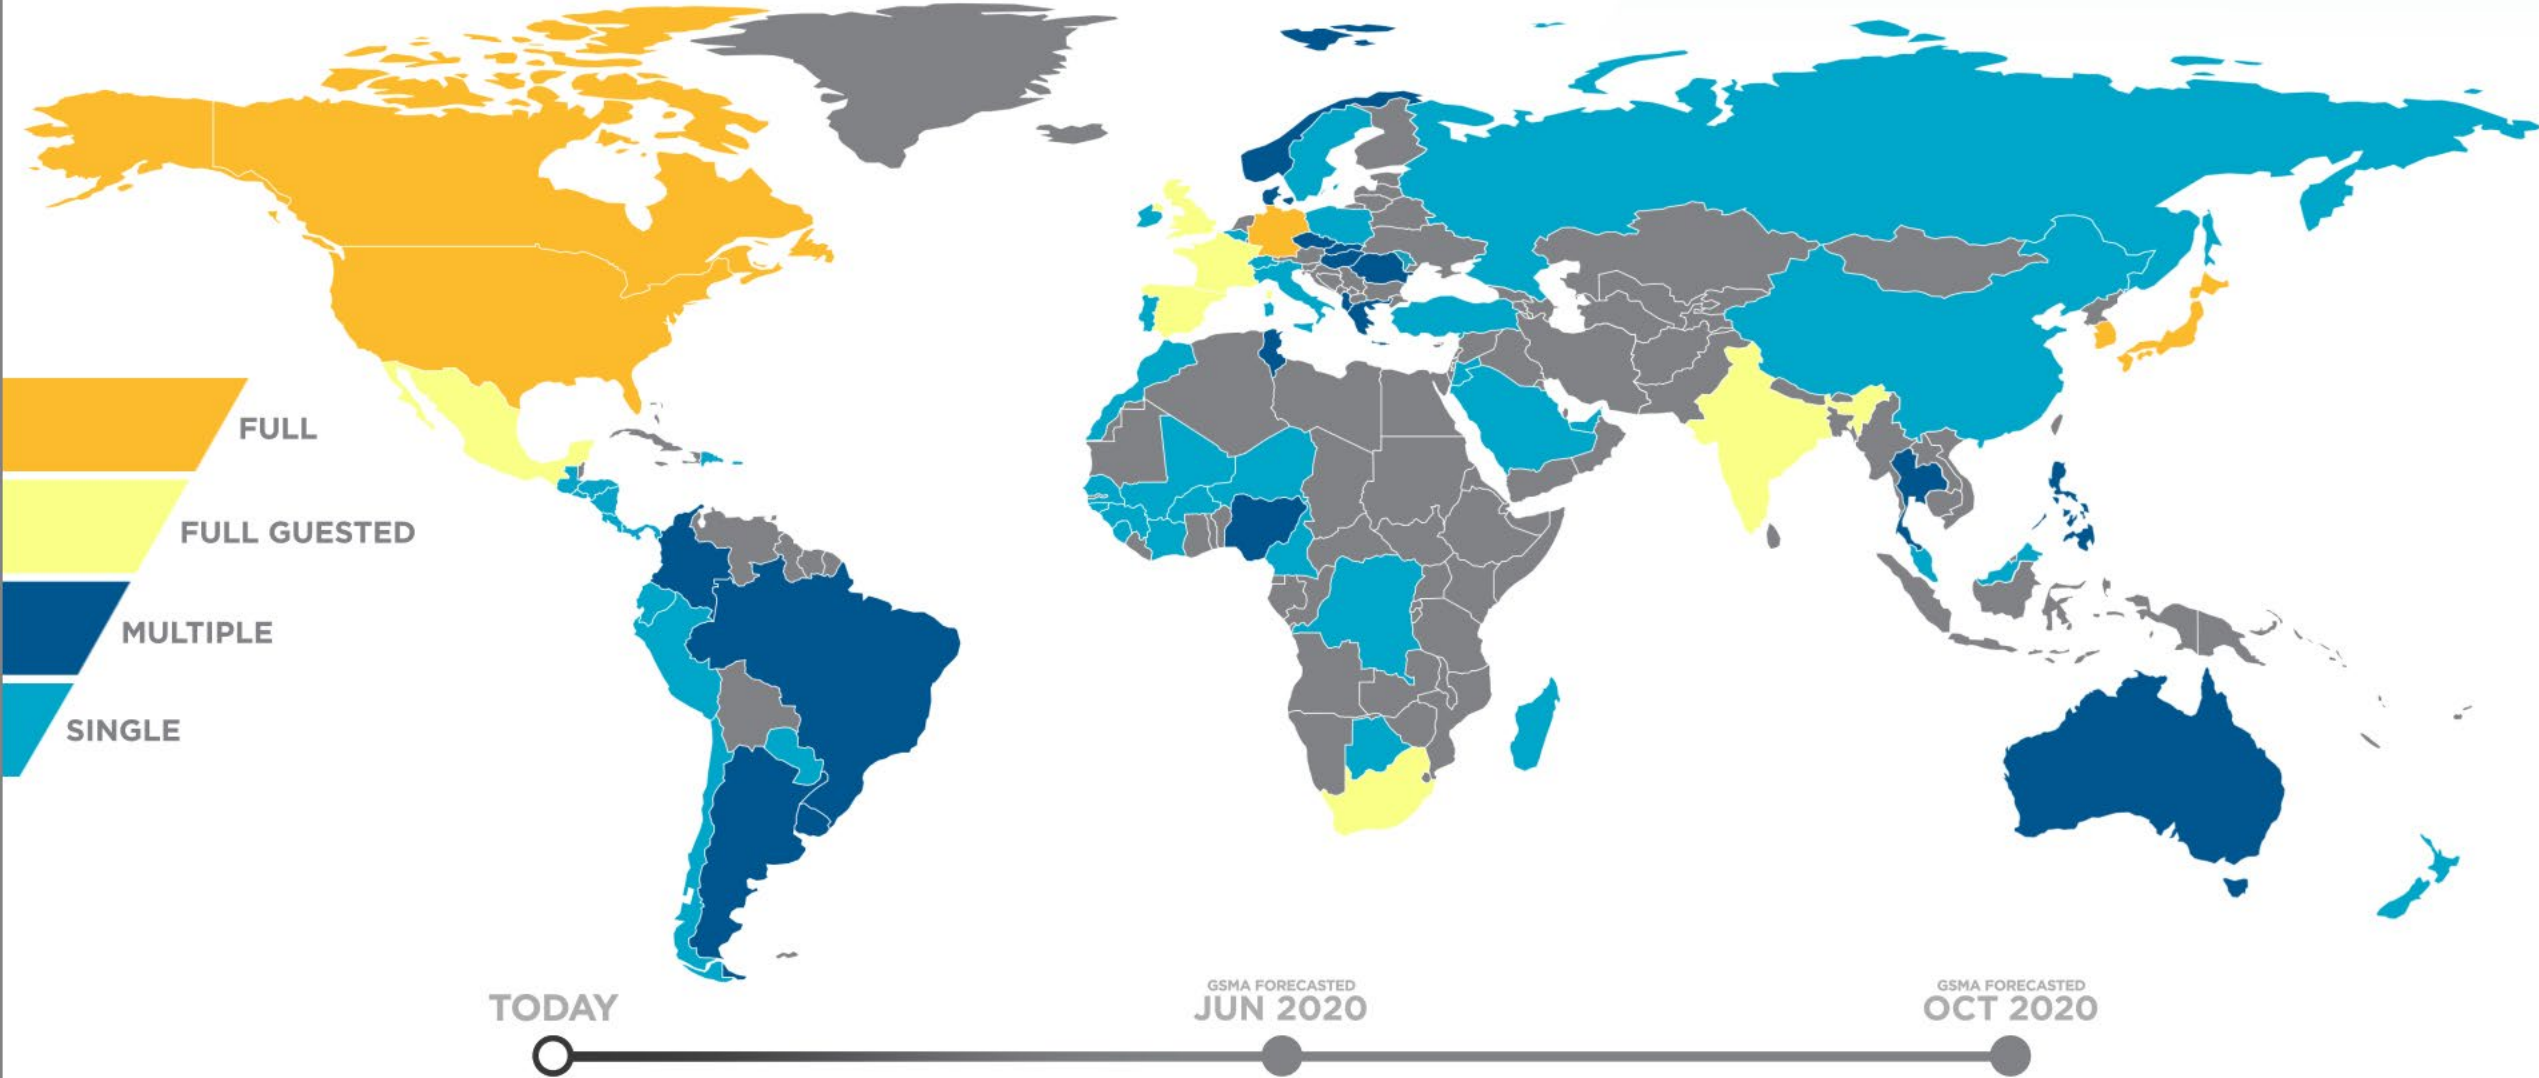 FULL
FULL GUESTED
MULTIPLE
SINGLE
TODAY
GSMA FORECASTED
JUN 2020
GSMA FORECASTED
OCT 2020